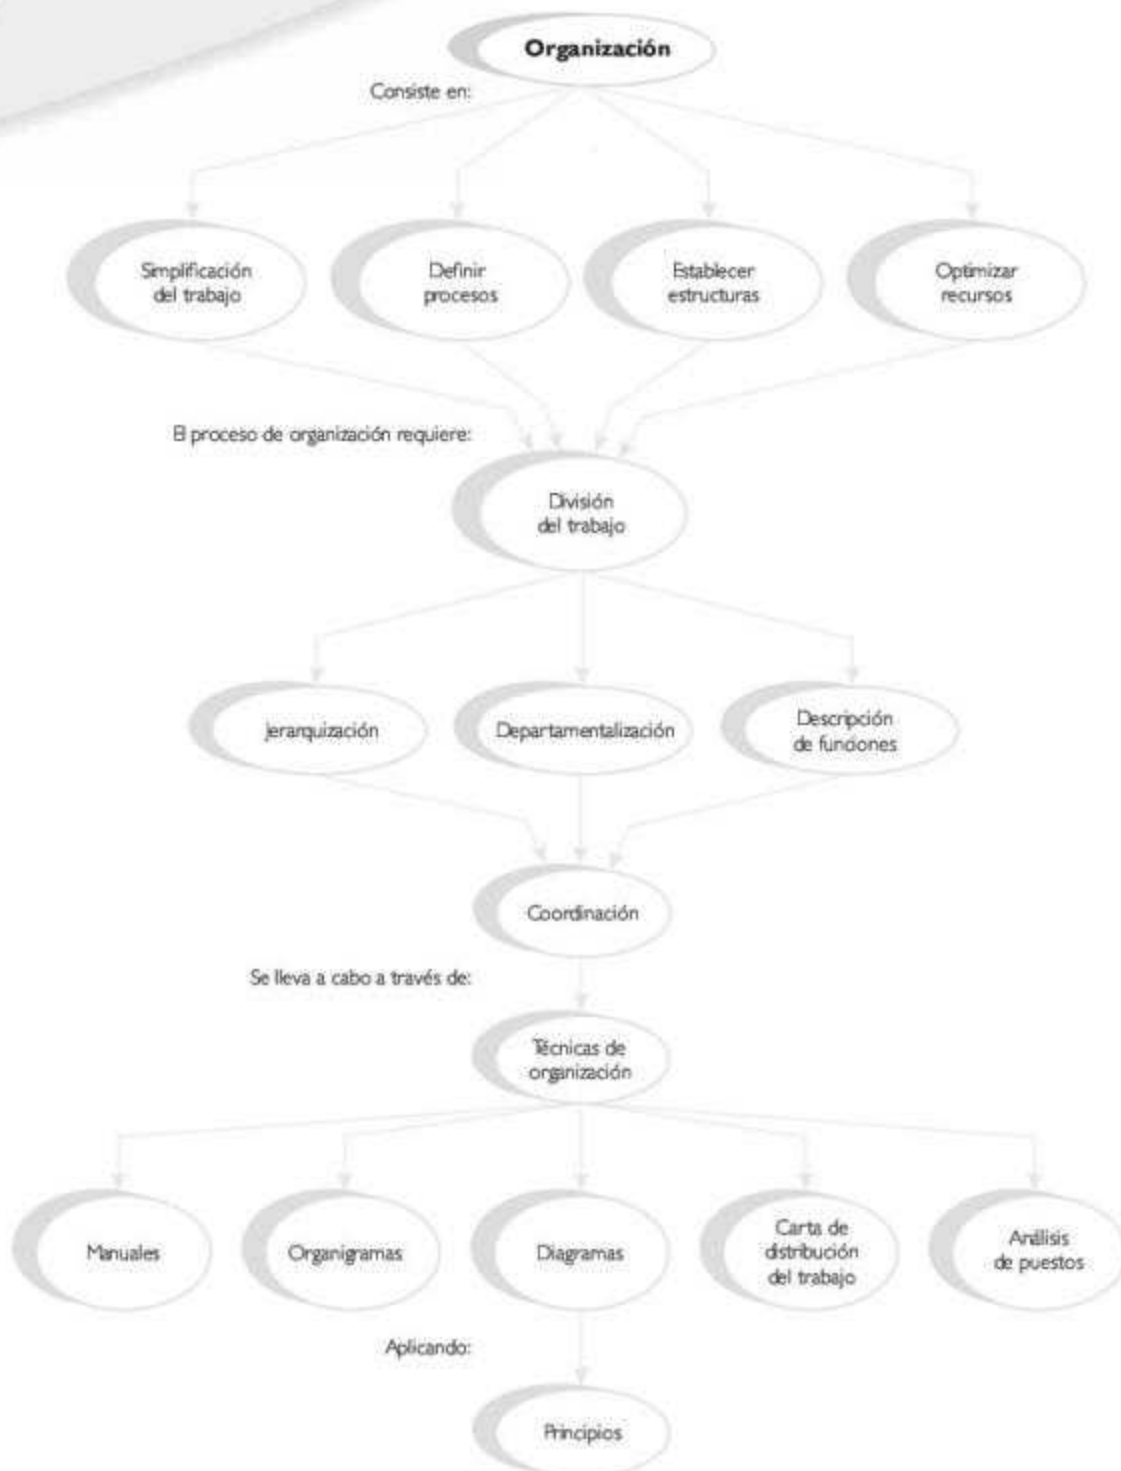 Organización
Consiste en:
Simplificación
del trabajo
Definir
procesos
Establecer
estructuras
Optimizar
recursos
El proceso de organización requiere:
División
del trabajo
Jerarquización
Departamentalización
Descripción
de funciones
Coordinación
Se lleva a cabo a través de:
Técnicas de
organización
Manuales
Organigramas
Diagramas
Carta de
distribución
del trabajo
Análisis
de puestos
Aplicando:
Principios